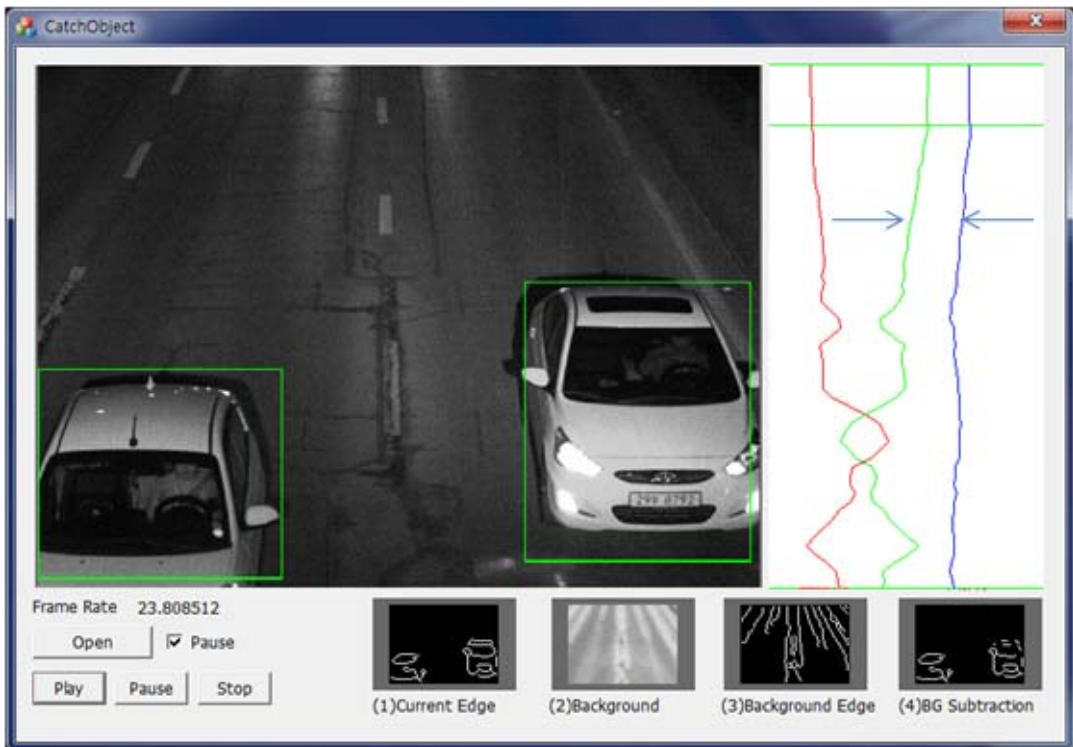 CatchObject
Frame Rate 23.808512
Open
Pause
Play
Pause
Stop
(1)Current Edge
(2)Background
(3)Background Edge
(4)BG Subtraction